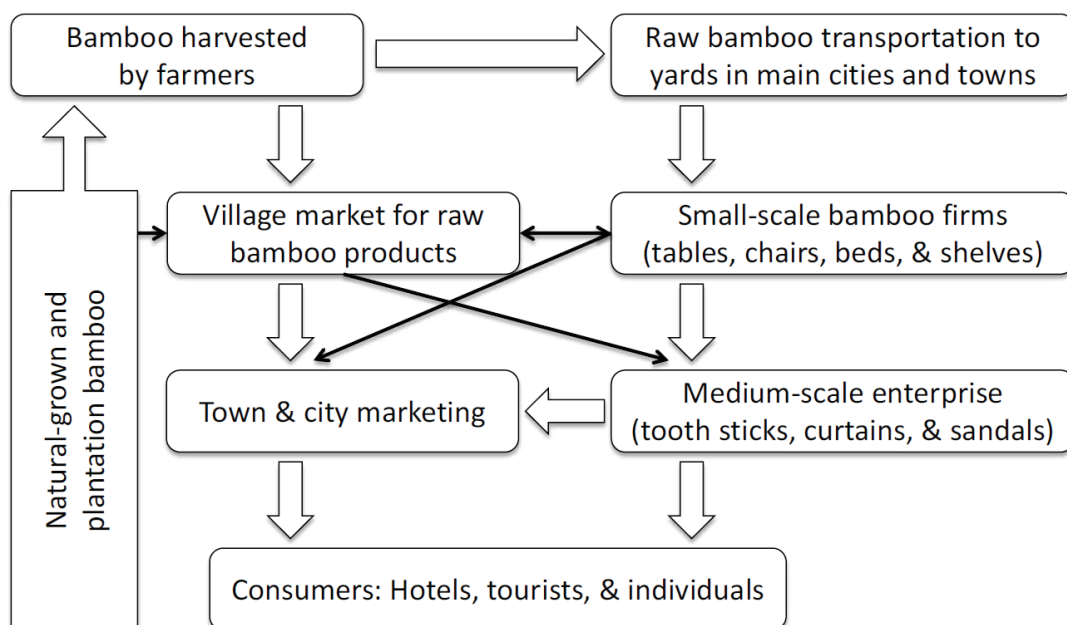 Bamboo harvested
by farmers
Raw bamboo transportation to
yards in main cities and towns
Village market for raw
bamboo products
Small-scale bamboo firms
(tables, chairs, beds, & shelves)
Natural-grown and
plantation bamboo
Town & city marketing
Medium-scale enterprise
(tooth sticks, curtains, & sandals)
Consumers: Hotels, tourists, & individuals